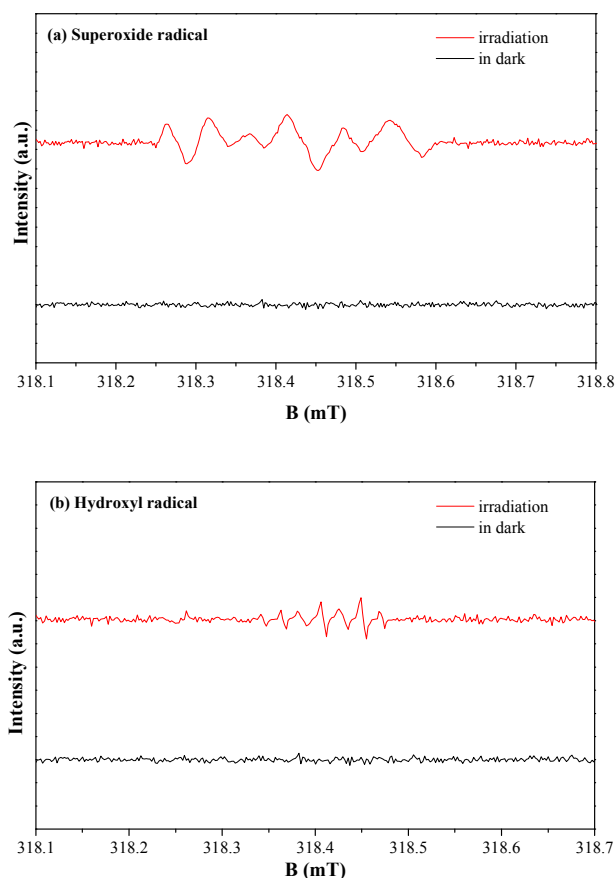 (a) Superoxide radical
irradiation
in dark
Intensity (a.u.)
318.1 318.2 318.3 318.4 318.5 318.6 318.7 318.8
B (mT)
(b) Hydroxyl radical
irradiation
in dark
Intensity (a.u.)
318.1 318.2 318.3 318.4 318.5 318.6 318.7
B (mT)